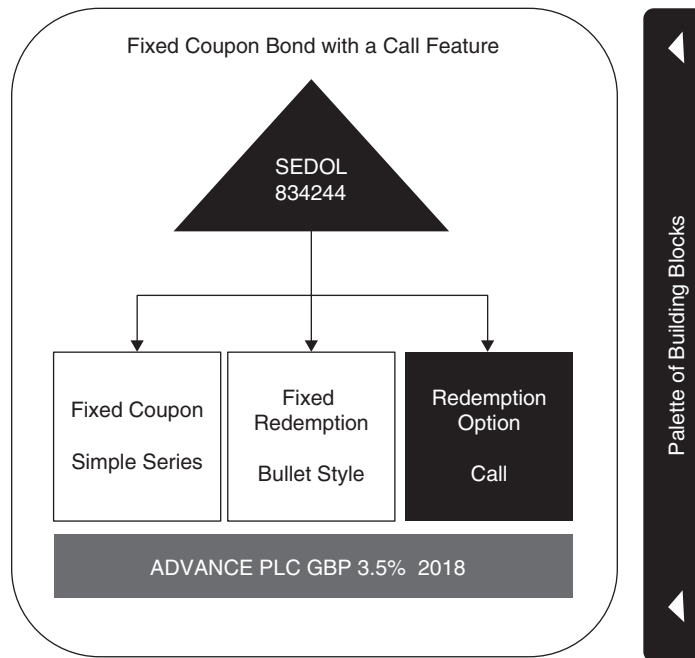 Fixed Coupon Bond with a Call Feature
SEDOL
834244
Fixed Coupon
Simple Series
Fixed
Redemption
Bullet Style
Redemption
Option
Call
ADVANCE PLC GBP 3.5% 2018
Palette of Building Blocks